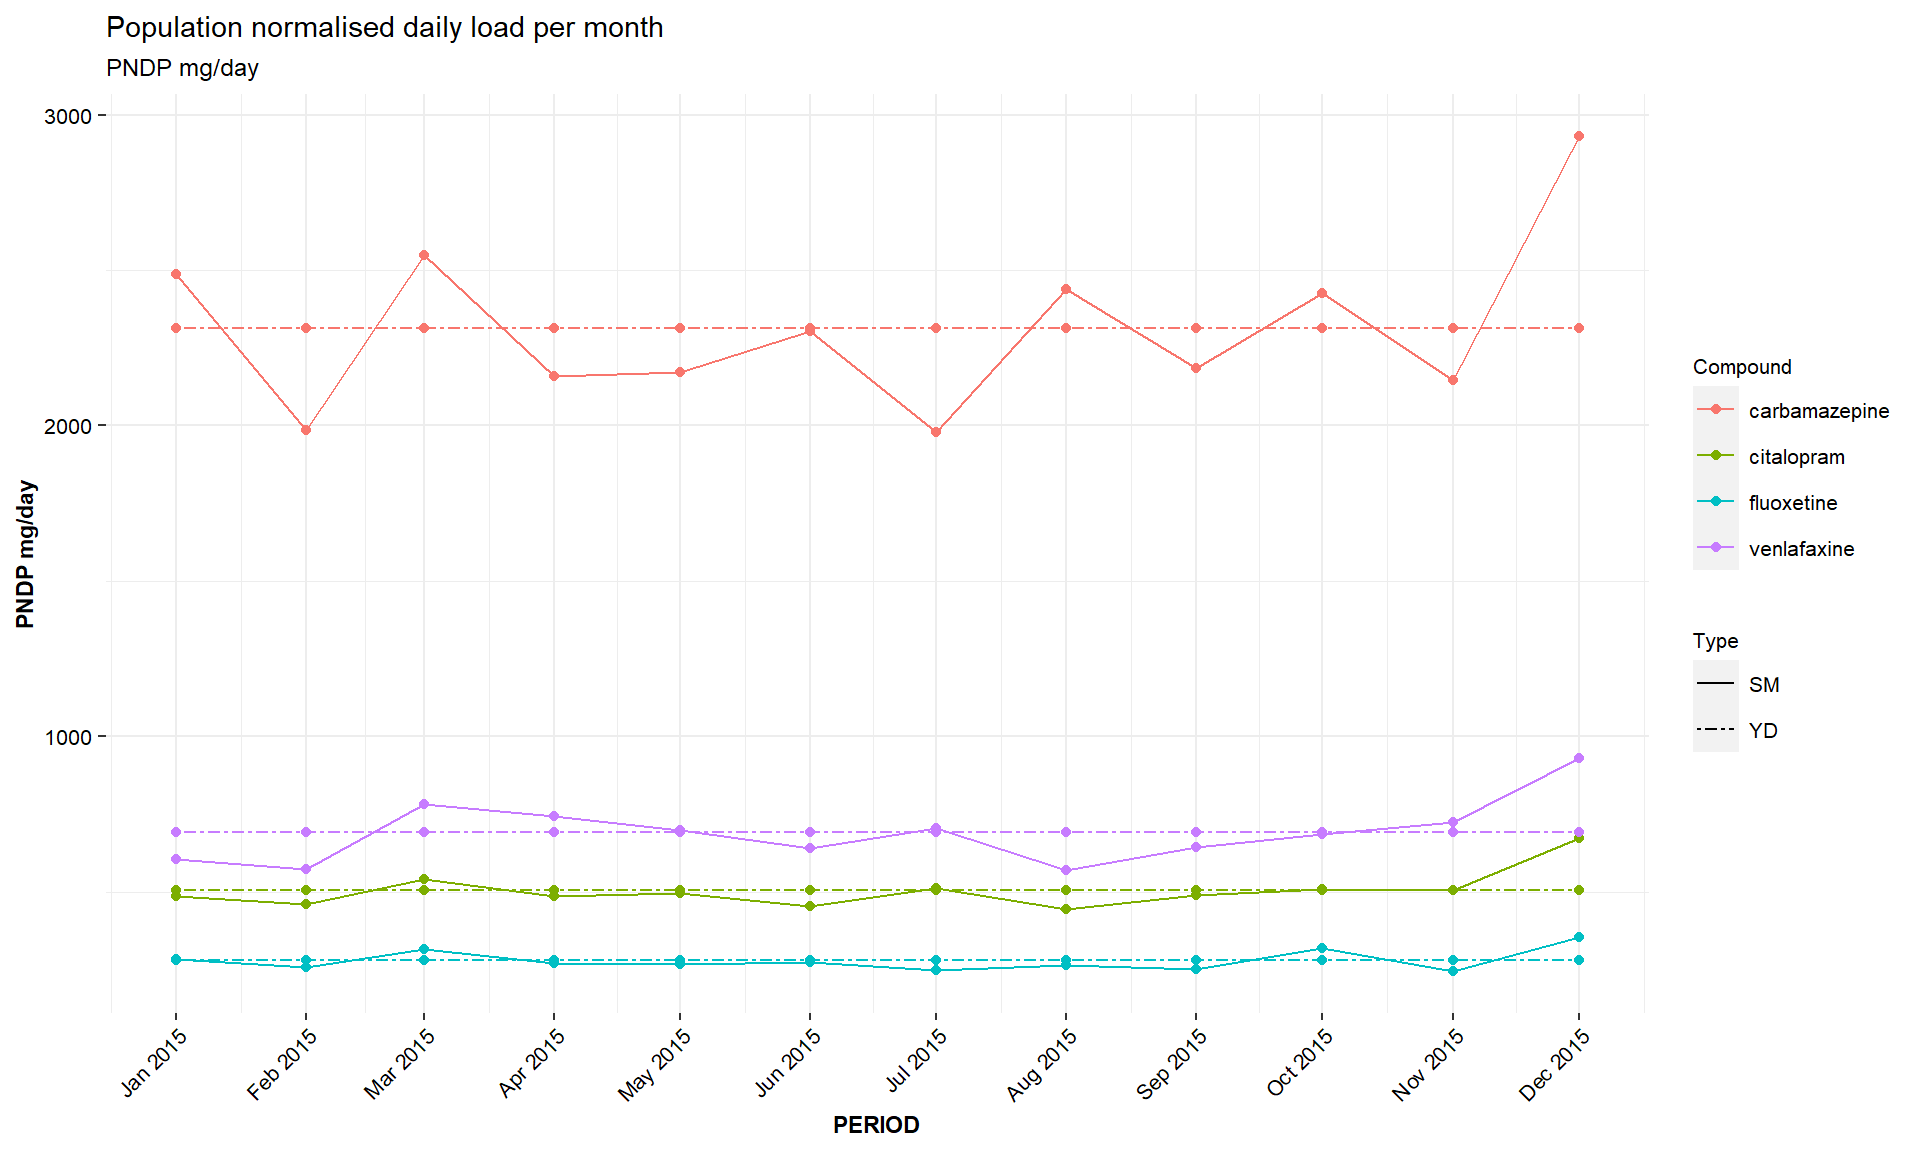 Population normalised daily load per month
PNDP mg/day
3000
2000
1000
PNDP mg/day
Jan 2015
Feb 2015
Mar 2015
Apr 2015
May 2015
Jun 2015
Jul 2015
Aug 2015
Sep 2015
Oct 2015
Nov 2015
Dec 2015
PERIOD
Compound
carbamazepine
citalopram
fluoxetine
venlafaxine
Type
SM
YD